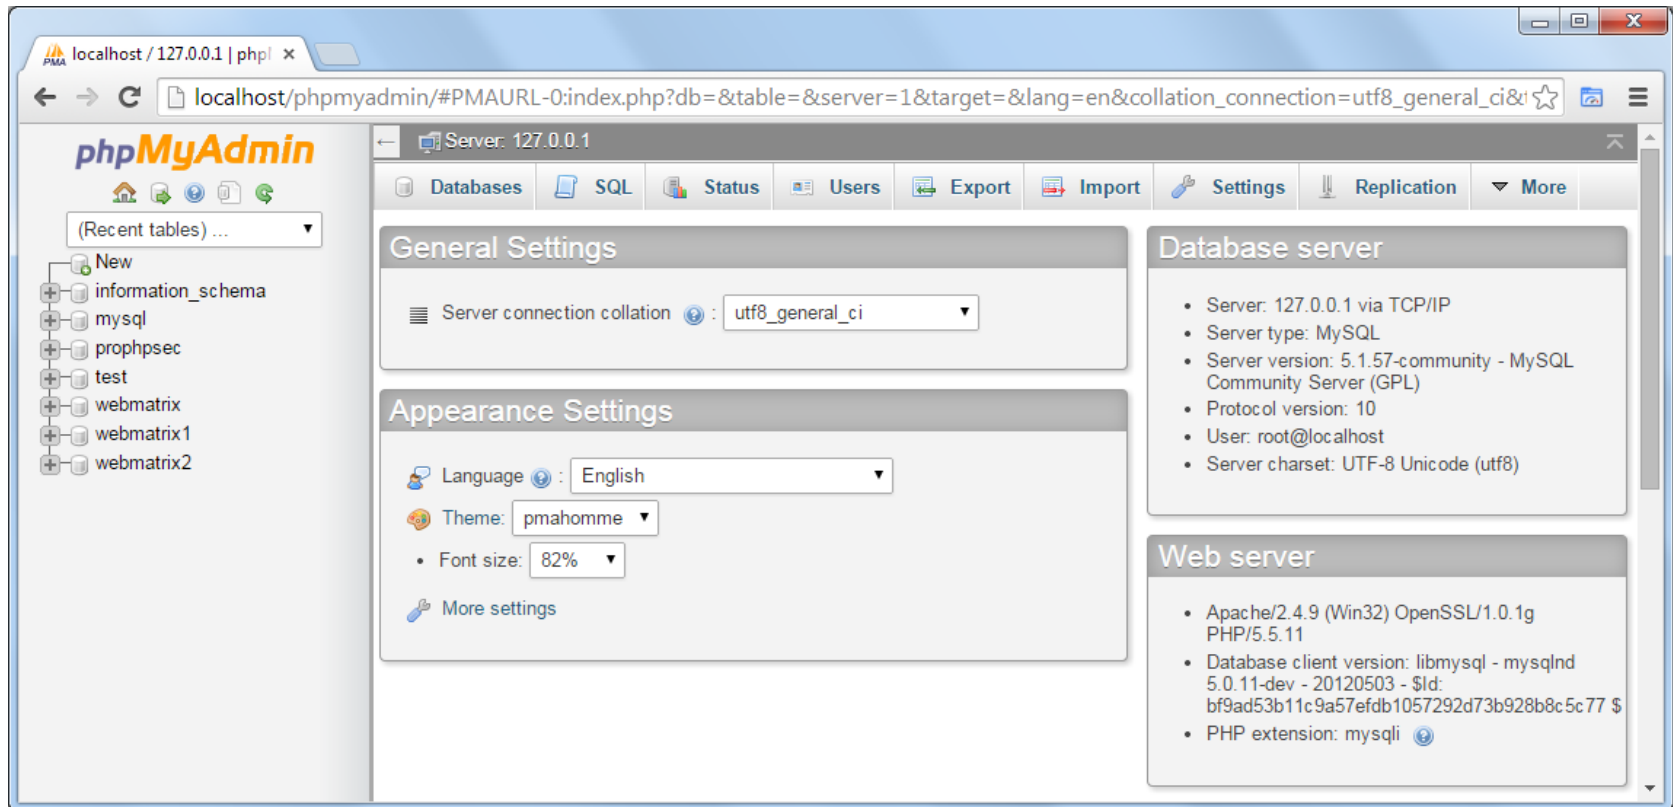 localhost / 127.0.0.1 | phpl
localhost/phpmyadmin/#PMAURL-0:index.php?db=&table=&server=1&target=&lang=en&collation_connection=utf8_general_ci&
phpMyAdmin
(Recent tables) ...
New
information_schema
mysql
prophpsec
test
webmatrix
webmatrix1
webmatrix2
Server: 127.0.0.1
Databases SQL Status Users Export Import Settings Replication More
General Settings
Server connection collation : utf8_general_ci
Appearance Settings
Language : English
Theme: pmahomme
• Font size: 82%
More settings
Database server
• Server: 127.0.0.1 via TCP/IP
• Server type: MySQL
• Server version: 5.1.57-community - MySQL
Community Server (GPL)
• Protocol version: 10
• User: root@localhost
• Server charset: UTF-8 Unicode (utf8)
Web server
• Apache/2.4.9 (Win32) OpenSSL/1.0.1g
PHP/5.5.11
• Database client version: libmysql - mysqlnd
5.0.11-dev - 20120503 - $Id:
bf9ad53b11c9a57efdb1057292d73b928b8c5c77 $
• PHP extension: mysqli